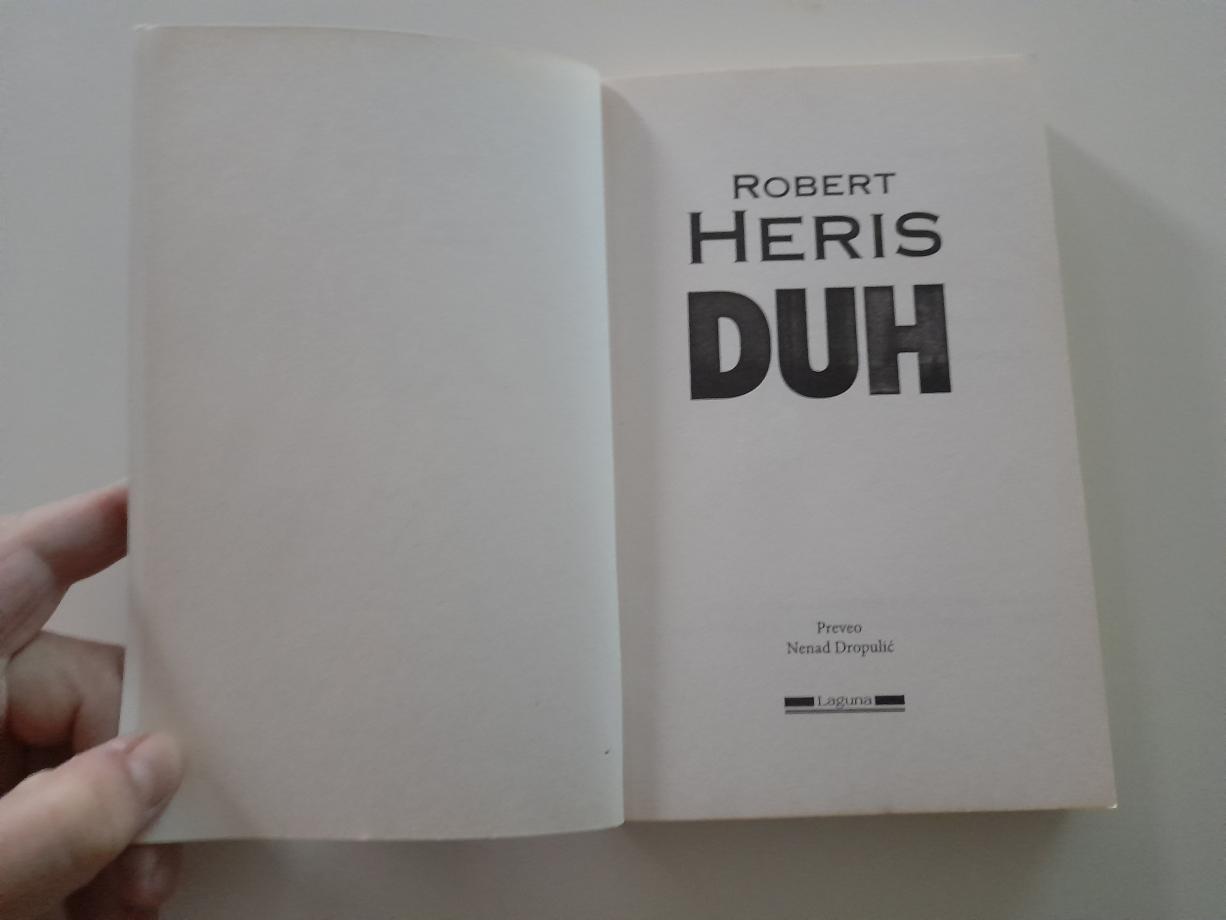 ROBERT
HERIS
DUH
Preveo
Nenad Dropulić
Laguna